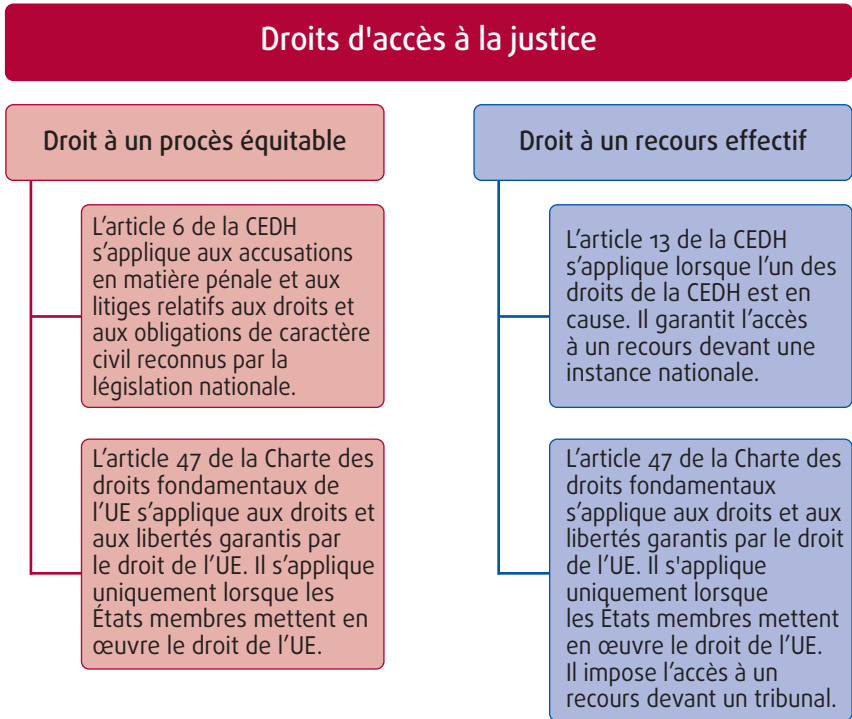 Droits d'accès à la justice
Droit à un procès équitable
L’article 6 de la CEDH
s’applique aux accusations
en matière pénale et aux
litiges relatifs aux droits et
aux obligations de caractère
civil reconnus par la
législation nationale.
L’article 47 de la Charte des
droits fondamentaux de
l’UE s’applique aux droits et
aux libertés garantis par
le droit de l’UE. Il s’applique
uniquement lorsque les
États membres mettent en
œuvre le droit de l’UE.
Droit à un recours effectif
L’article 13 de la CEDH
s’applique lorsque l’un des
droits de la CEDH est en
cause. Il garantit l’accès
à un recours devant une
instance nationale.
L’article 47 de la Charte des
droits fondamentaux
s’applique aux droits et aux
libertés garantis par le droit
de l’UE. Il s'applique
uniquement lorsque
les États membres mettent
en œuvre le droit de l’UE.
Il impose l’accès à un
recours devant un tribunal.